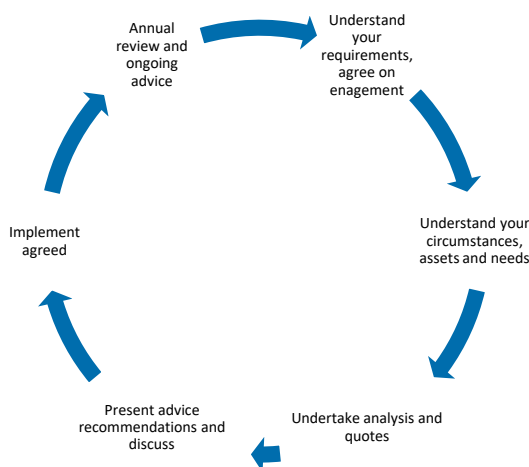 Annual
review and
ongoing
advice
Understand
your
requirements,
agree on
enagement
Understand your
circumstances,
assets and needs
Undertake analysis and
quotes
Present advice
recommendations and
discuss
Implement
agreed